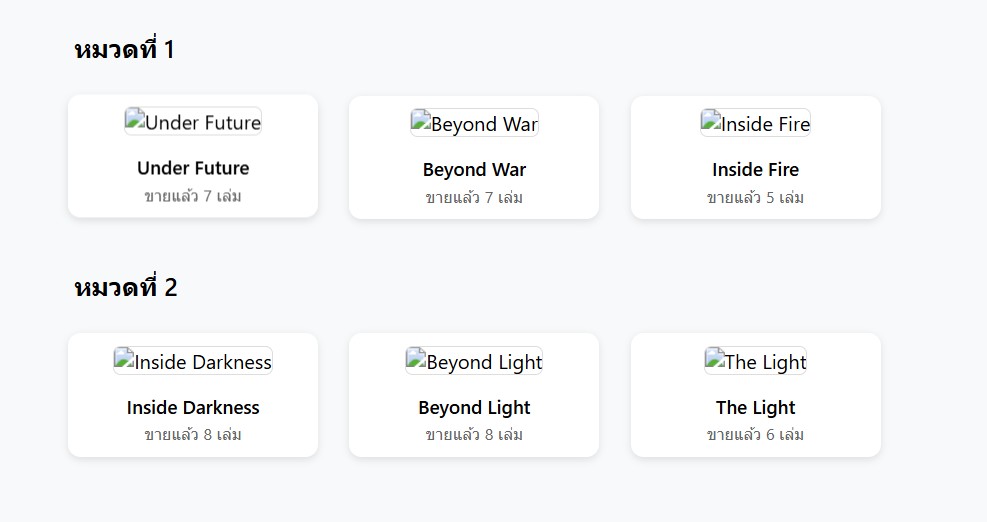 หมวดที่ 1
Under Future
Beyond War
Inside Fire
Under Future
Beyond War
Inside Fire
ขายแล้ว 7 เล่ม
ขายแล้ว 7 เล่ม
ขายแล้ว 5 เล่ม
หมวดที่ 2
Inside Darkness
Beyond Light
The Light
Inside Darkness
Beyond Light
The Light
ขายแล้ว 8 เล่ม
ขายแล้ว 8 เล่ม
ขายแล้ว 6 เล่ม